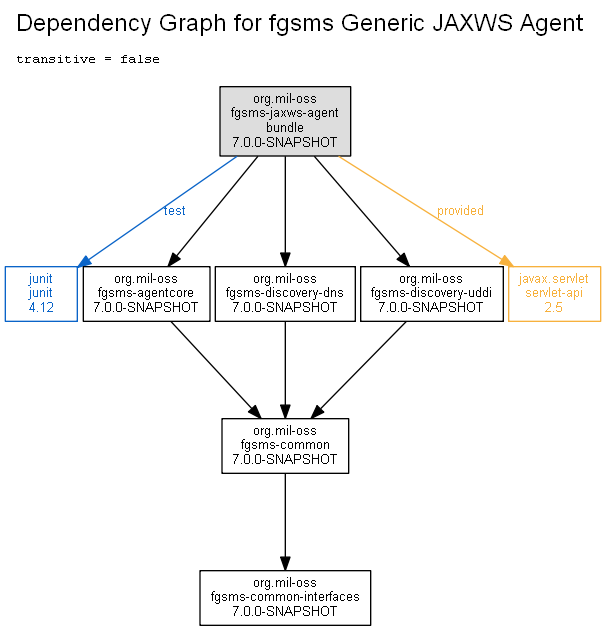 Dependency Graph for fgsms Generic JAXWS Agent
transitive = false
org.mil-oss
fgsms-jaxws-agent
bundle
7.0.0-SNAPSHOT
test
provided
junit
junit
4.12
org.mil-oss
fgsms-agentcore
7.0.0-SNAPSHOT
org.mil-oss
fgsms-discovery-dns
7.0.0-SNAPSHOT
org.mil-oss
fgsms-discovery-uddi
7.0.0-SNAPSHOT
javax.servlet
servlet-api
2.5
org.mil-oss
fgsms-common
7.0.0-SNAPSHOT
org.mil-oss
fgsms-common-interfaces
7.0.0-SNAPSHOT